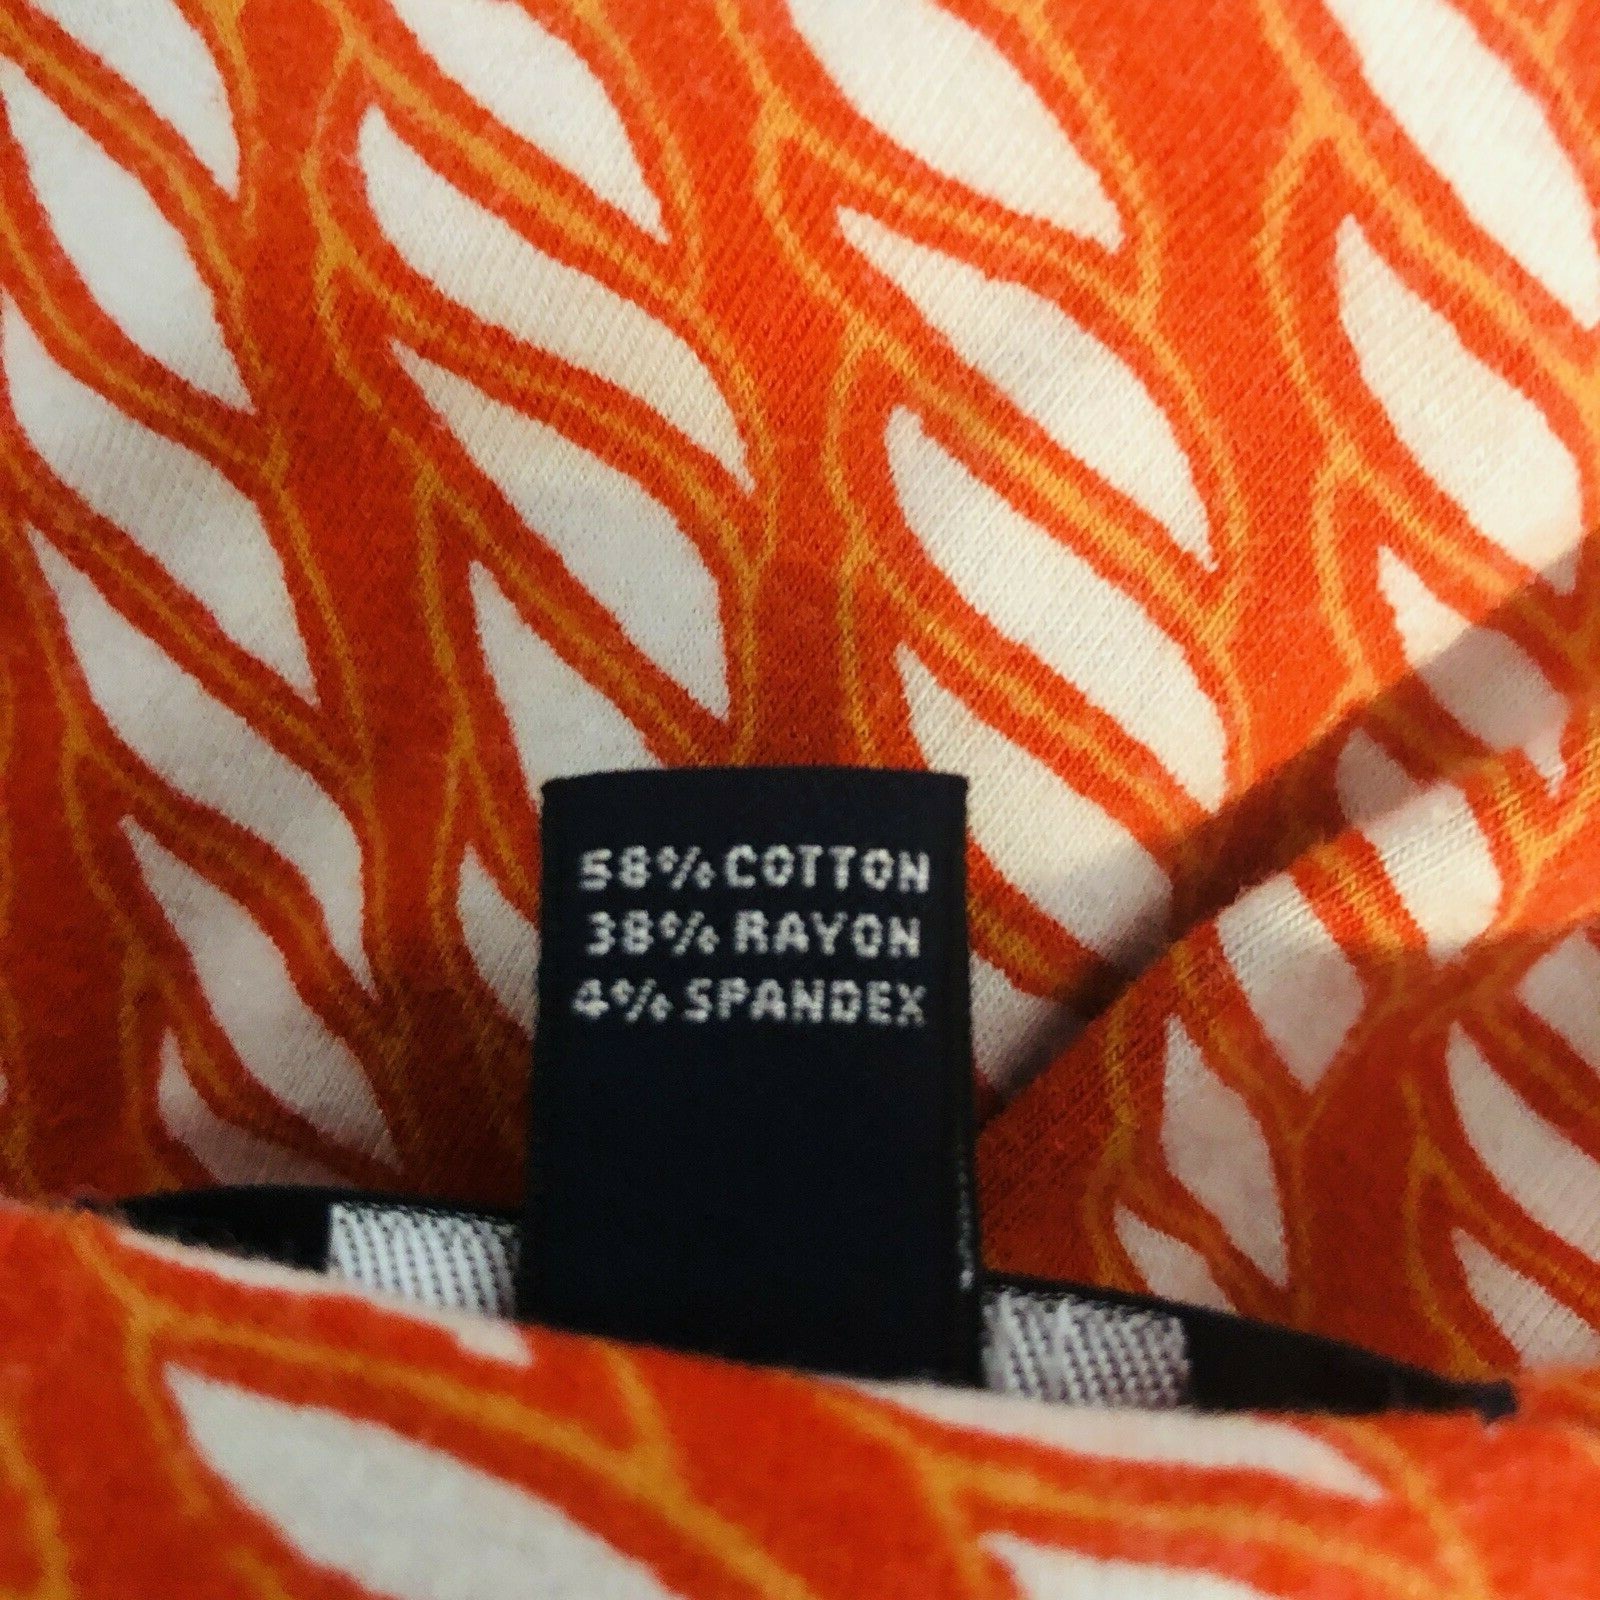 58% COTTON
38% RAYON
4% SPANDEX